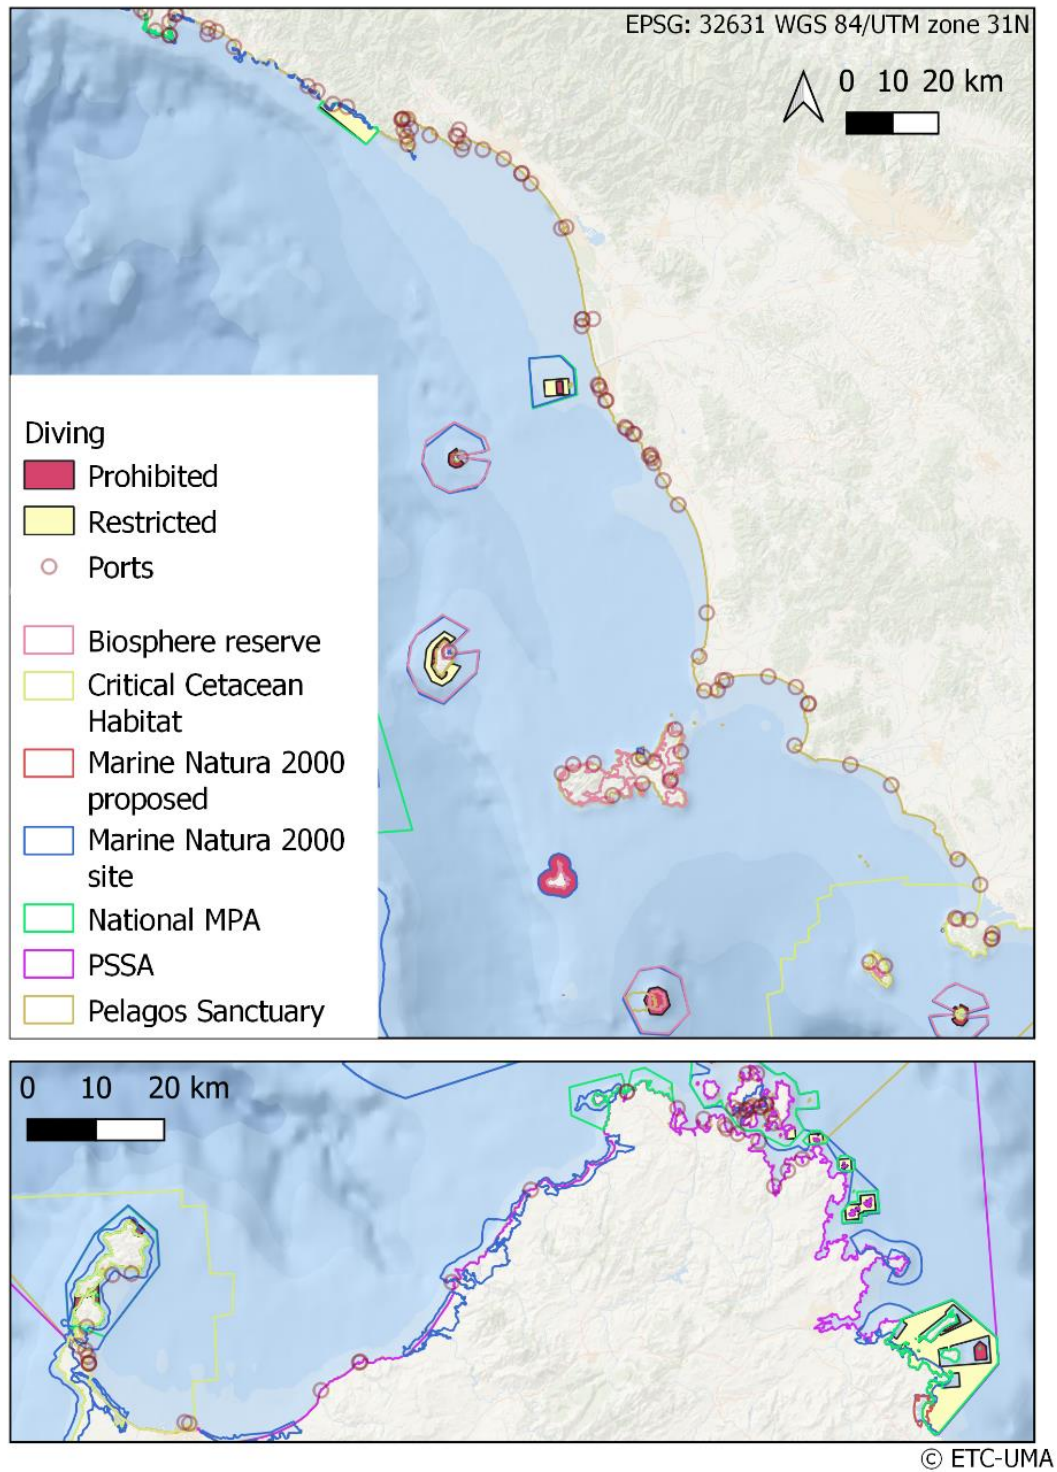 EPSG: 32631 WGS 84/UTM zone 31N
0 10 20 km
Diving
Prohibited
Restricted
Ports
Biosphere reserve
Critical Cetacean
Habitat
Marine Natura 2000
proposed
Marine Natura 2000
site
National MPA
PSSA
Pelagos Sanctuary
0 10 20 km
© ETC-UMA